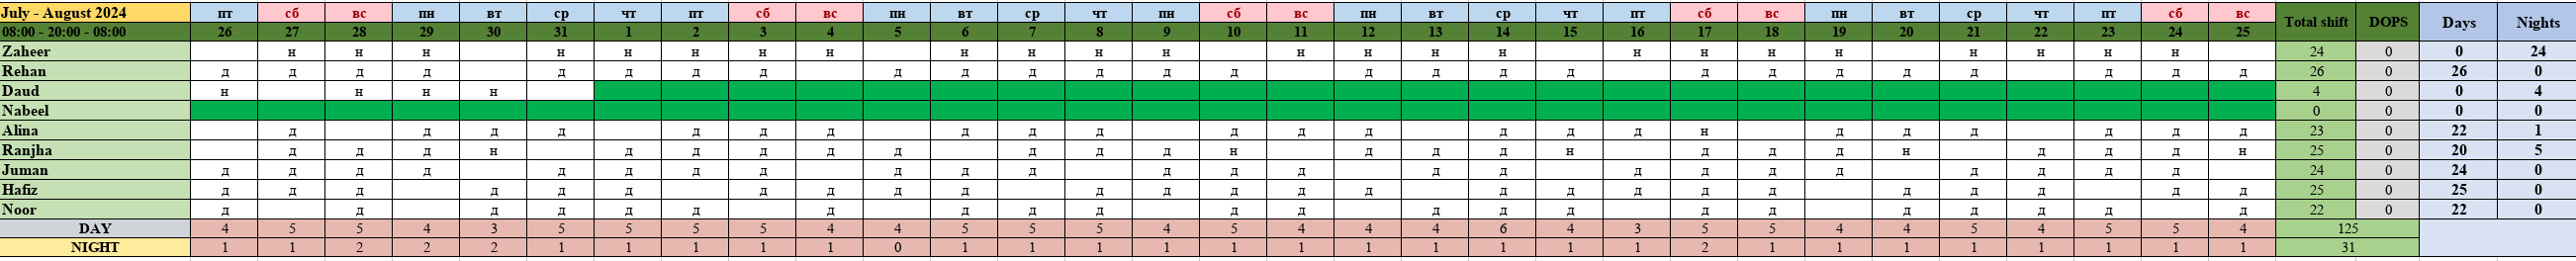 July - August 2024 пт сб вс пн вт ср чт пт сб вс пн вт ср чт пн сб вс пн вт ср чт пт сб вс пн вт ср чт пт сб вс Total shift DOPS Days Nights
08:00 - 20:00 - 08:00 26 27 28 29 30 31 1 2 3 4 5 6 7 8 9 10 11 12 13 14 15 16 17 18 19 20 21 22 23 24 25
Zaheer н н н н н н н н н н н н н н н н н н н н н н н н 24 0 0 24
Rehan д д д д д д д д д д д д д д д д д д д д д д д д д д 26 0 26 0
Daud н н н н 4 0 0 4
Nabeel 0 0 0 0
Alina д д д д д д д д д д д д д д д д н д д д д д д 23 0 22 1
Ranjha д д д н д д д д д д д д н д д д н д д д н д д д н 25 0 20 5
Juman д д д д д д д д д д д д д д д д д д д д д д д д 24 0 24 0
Hafiz д д д д д д д д д д д д д д д д д д д д д д д д д 25 0 25 0
Noor д д д д д д д д д д д д д д д д д д д д д д 22 0 22 0
DAY 4 5 5 4 3 5 5 5 5 5 4 5 5 5 4 5 4 4 4 6 4 3 5 5 4 4 5 4 5 5 4 125
NIGHT 1 1 2 2 2 1 1 1 1 1 0 1 1 1 1 1 1 1 1 1 1 1 2 1 1 1 1 1 1 1 1 31